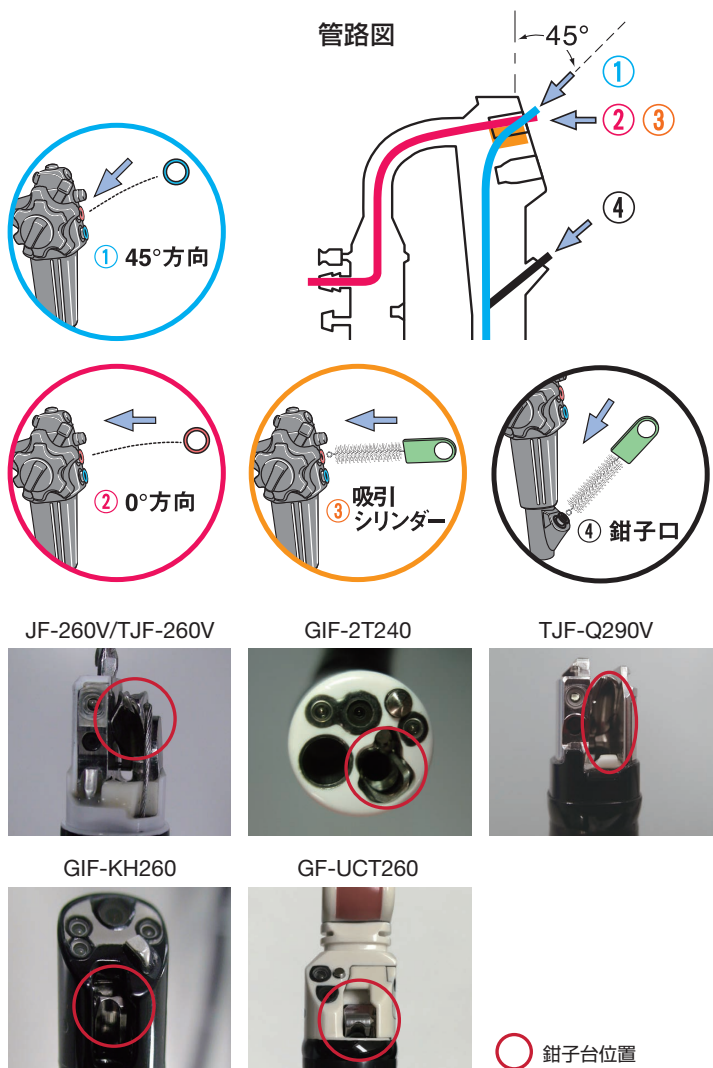 管路図
45°
①
② ③
④
① 45°方向
② 0°方向
③ 吸引
シリンダー
④ 鉗子口
JF-260V/TJF-260V
GIF-2T240
TJF-Q290V
GIF-KH260
GF-UCT260
鉗子台位置